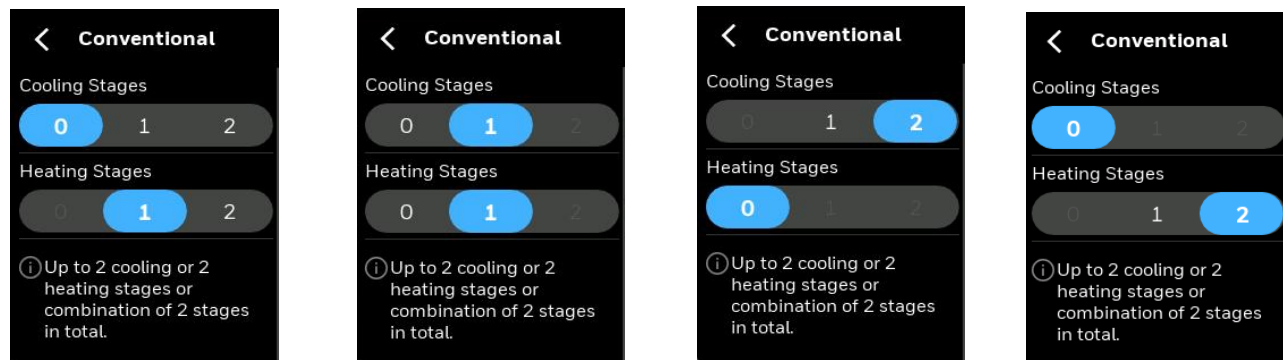 Conventional
Cooling Stages
0 1 2
Heating Stages
0 1 2
Up to 2 cooling or 2
heating stages or
combination of 2 stages
in total.
Conventional
Cooling Stages
0 1 2
Heating Stages
0 1 2
Up to 2 cooling or 2
heating stages or
combination of 2 stages
in total.
Conventional
Cooling Stages
0 1 2
Heating Stages
0 1 2
Up to 2 cooling or 2
heating stages or
combination of 2 stages
in total.
Conventional
Cooling Stages
0 1 2
Heating Stages
0 1 2
Up to 2 cooling or 2
heating stages or
combination of 2 stages
in total.